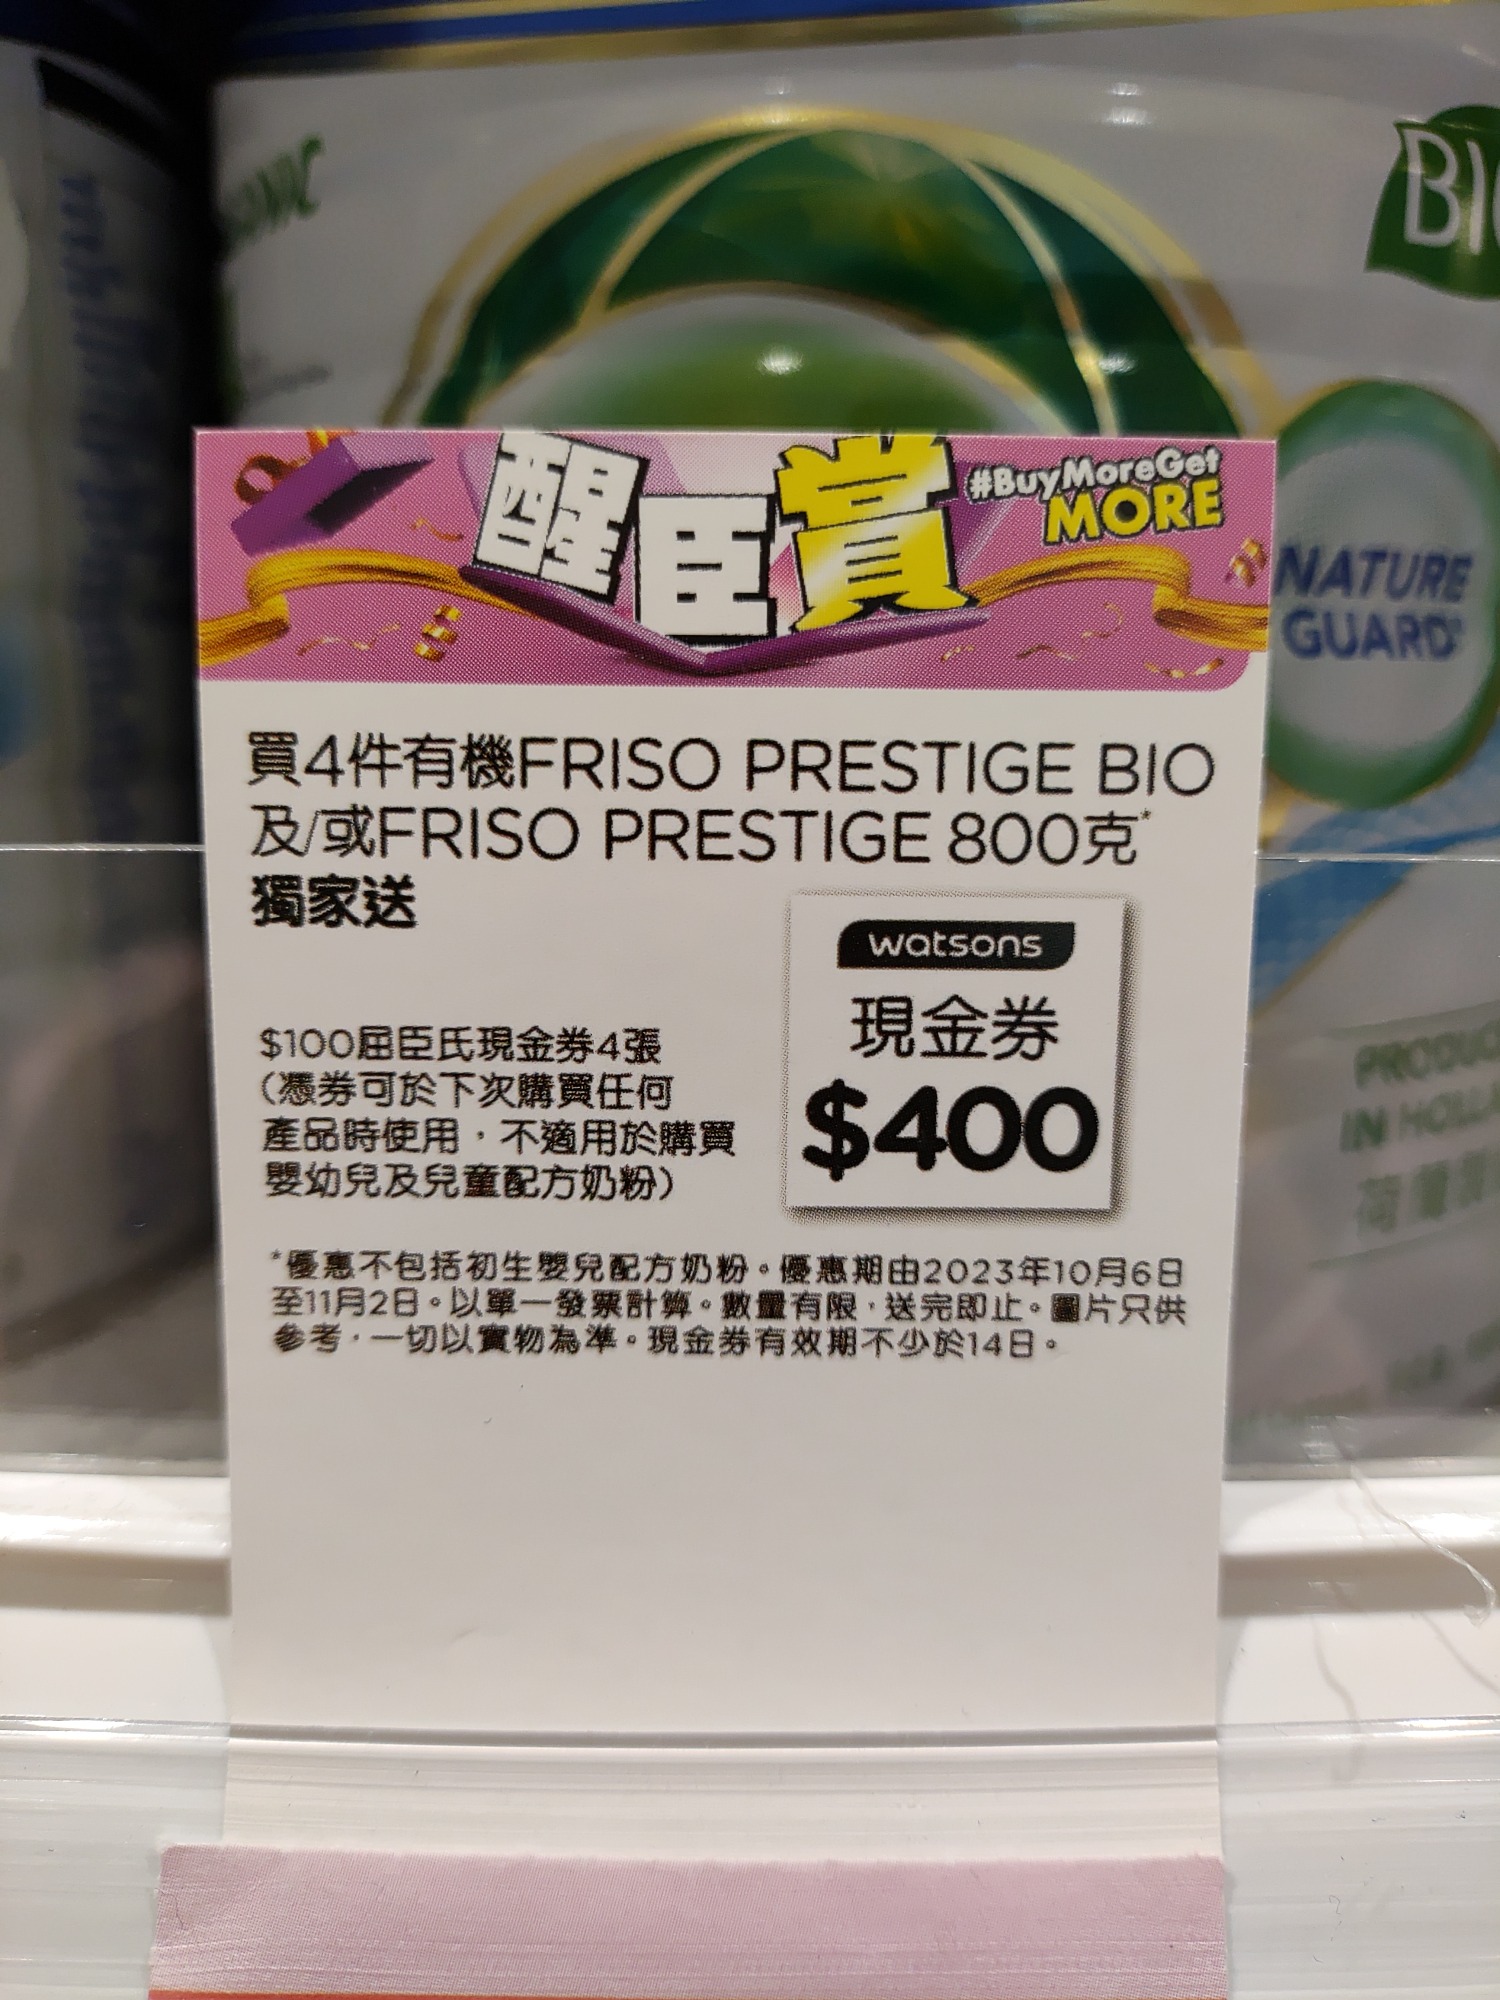 BIO
醒臣賞
#BuyMoreGet
MORE
NATURE
GUARD
買4件有機FRISO PRESTIGE BIO
及/或FRISO PRESTIGE 800克*
獨家送
watsons
現金券
$400
$100屈臣氏現金券4張
(憑券可於下次購買任何
產品時使用，不適用於購買
嬰幼兒及兒童配方奶粉)
*優惠不包括初生嬰兒配方奶粉。優惠期由2023年10月6日
至11月2日。以單一發票計算。數量有限，送完即止。圖片只供
參考，一切以實物為準。現金券有效期不少於14日。
IN
荷蘭